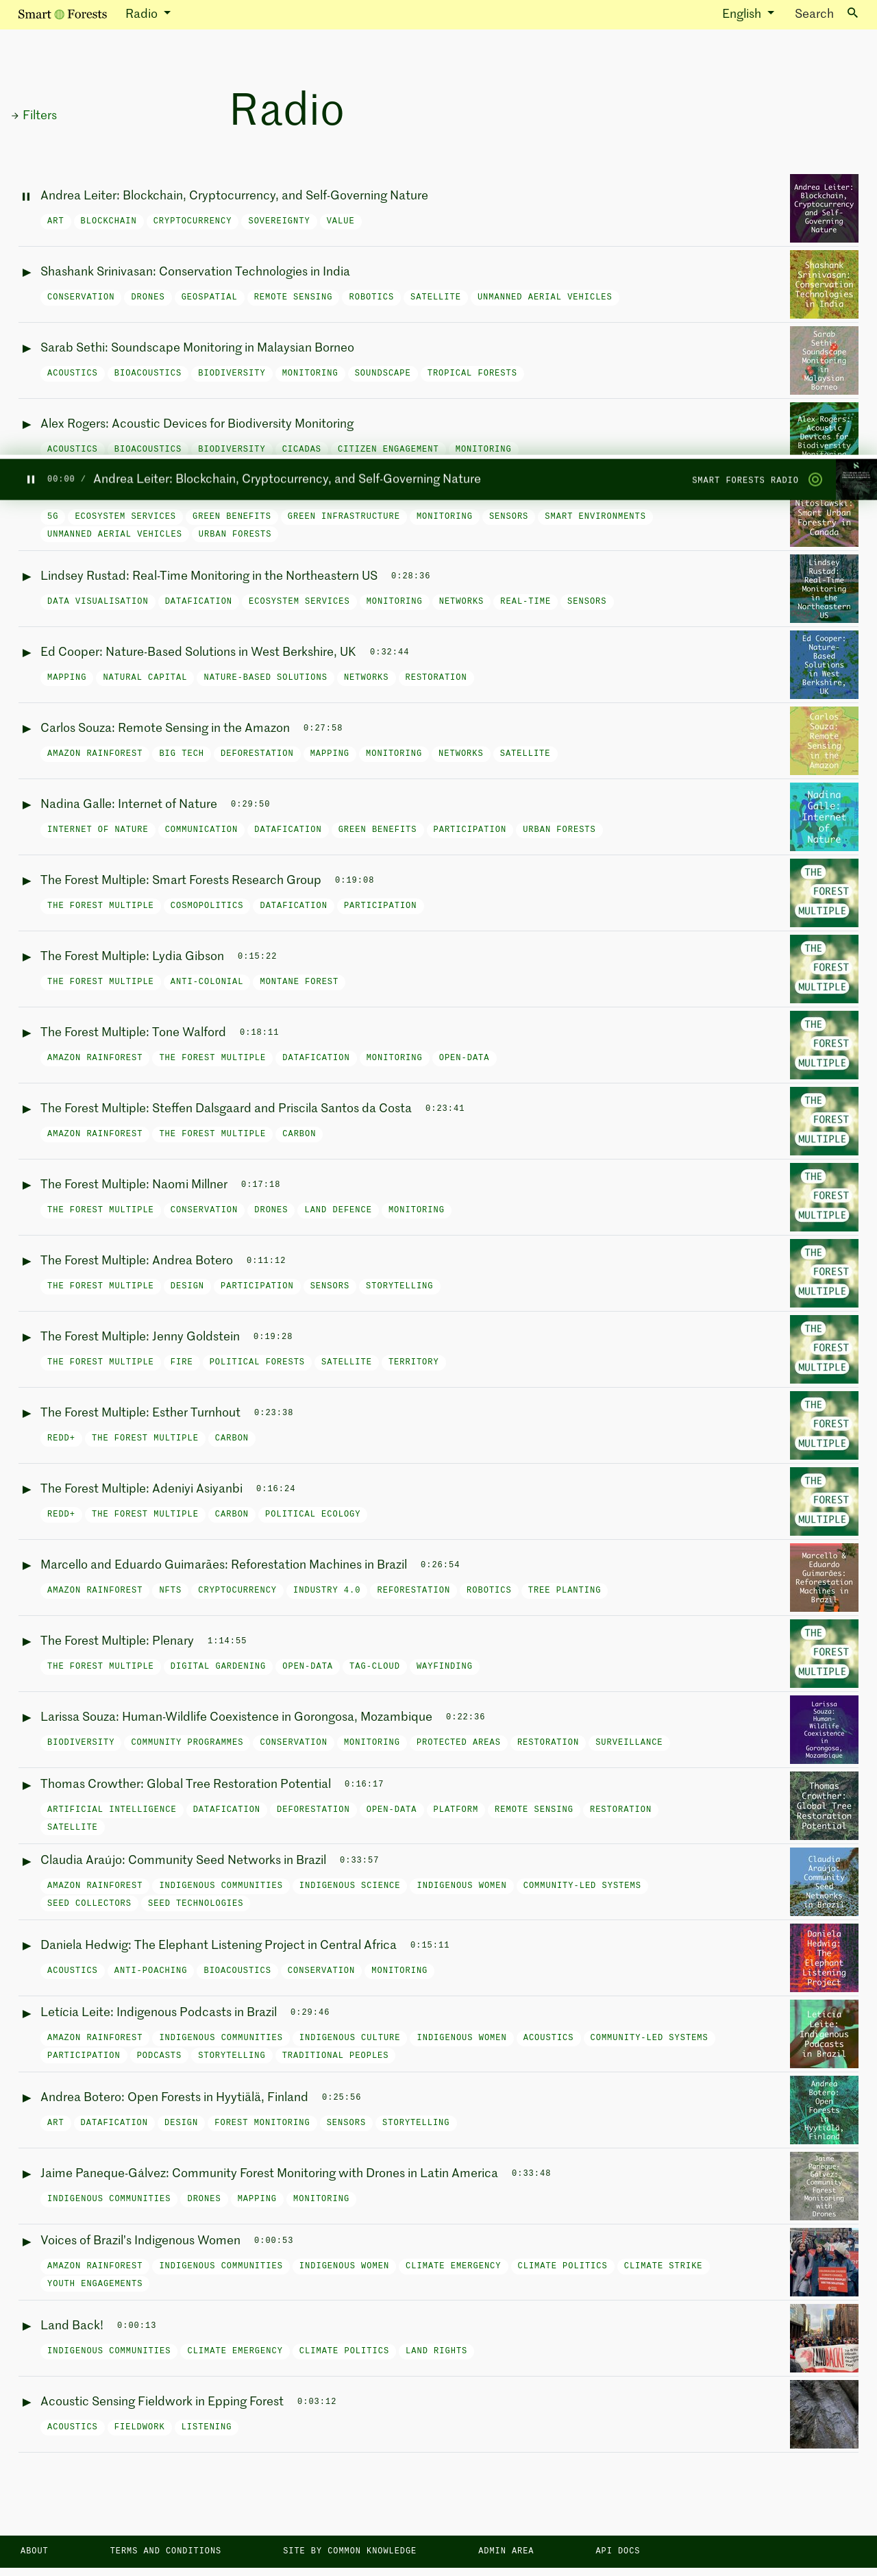 Smart Forests
Radio
English
Search
→ Filters
Radio
Andrea Leiter: Blockchain, Cryptocurrency, and Self-Governing Nature
ART BLOCKCHAIN CRYPTOCURRENCY SOVEREIGNTY VALUE
Andrea Leiter:
Blockchain,
Cryptocurrency
and Self-
Governing
Nature
Shashank Srinivasan: Conservation Technologies in India
CONSERVATION DRONES GEOSPATIAL REMOTE SENSING ROBOTICS SATELLITE UNMANNED AERIAL VEHICLES
Shashank
Srinivasan:
Conservation
Technologies
in India
Sarab Sethi: Soundscape Monitoring in Malaysian Borneo
ACOUSTICS BIOACOUSTICS BIODIVERSITY MONITORING SOUNDSCAPE TROPICAL FORESTS
Sarab
Sethi:
Soundscape
Monitoring
in
Malaysian
Borneo
Alex Rogers: Acoustic Devices for Biodiversity Monitoring
ACOUSTICS BIOACOUSTICS BIODIVERSITY CICADAS CITIZEN ENGAGEMENT MONITORING
Alex Rogers:
Acoustic
Devices for
Biodiversity
Monitoring
00:00 / Andrea Leiter: Blockchain, Cryptocurrency, and Self-Governing Nature
SMART FORESTS RADIO
5G ECOSYSTEM SERVICES GREEN BENEFITS GREEN INFRASTRUCTURE MONITORING SENSORS SMART ENVIRONMENTS
UNMANNED AERIAL VEHICLES URBAN FORESTS
Nitoslawski:
Smart Urban
Forestry in
Canada
Lindsey Rustad: Real-Time Monitoring in the Northeastern US 0:28:36
DATA VISUALISATION DATAFICATION ECOSYSTEM SERVICES MONITORING NETWORKS REAL-TIME SENSORS
Lindsey
Rustad:
Real-Time
Monitoring
in the
Northeastern
US
Ed Cooper: Nature-Based Solutions in West Berkshire, UK 0:32:44
MAPPING NATURAL CAPITAL NATURE-BASED SOLUTIONS NETWORKS RESTORATION
Ed Cooper:
Nature-
Based
Solutions
in West
Berkshire,
UK
Carlos Souza: Remote Sensing in the Amazon 0:27:58
AMAZON RAINFOREST BIG TECH DEFORESTATION MAPPING MONITORING NETWORKS SATELLITE
Carlos
Souza:
Remote
Sensing
in the
Amazon
Nadina Galle: Internet of Nature 0:29:50
INTERNET OF NATURE COMMUNICATION DATAFICATION GREEN BENEFITS PARTICIPATION URBAN FORESTS
Nadina
Galle:
Internet
of
Nature
The Forest Multiple: Smart Forests Research Group 0:19:08
THE FOREST MULTIPLE COSMOPOLITICS DATAFICATION PARTICIPATION
THE
FOREST
MULTIPLE
The Forest Multiple: Lydia Gibson 0:15:22
THE FOREST MULTIPLE ANTI-COLONIAL MONTANE FOREST
THE
FOREST
MULTIPLE
The Forest Multiple: Tone Walford 0:18:11
AMAZON RAINFOREST THE FOREST MULTIPLE DATAFICATION MONITORING OPEN-DATA
THE
FOREST
MULTIPLE
The Forest Multiple: Steffen Dalsgaard and Priscila Santos da Costa 0:23:41
AMAZON RAINFOREST THE FOREST MULTIPLE CARBON
THE
FOREST
MULTIPLE
The Forest Multiple: Naomi Millner 0:17:18
THE FOREST MULTIPLE CONSERVATION DRONES LAND DEFENCE MONITORING
THE
FOREST
MULTIPLE
The Forest Multiple: Andrea Botero 0:11:12
THE FOREST MULTIPLE DESIGN PARTICIPATION SENSORS STORYTELLING
THE
FOREST
MULTIPLE
The Forest Multiple: Jenny Goldstein 0:19:28
THE FOREST MULTIPLE FIRE POLITICAL FORESTS SATELLITE TERRITORY
THE
FOREST
MULTIPLE
The Forest Multiple: Esther Turnhout 0:23:38
REDD+ THE FOREST MULTIPLE CARBON
THE
FOREST
MULTIPLE
The Forest Multiple: Adeniyi Asiyanbi 0:16:24
REDD+ THE FOREST MULTIPLE CARBON POLITICAL ECOLOGY
THE
FOREST
MULTIPLE
Marcello and Eduardo Guimarães: Reforestation Machines in Brazil 0:26:54
AMAZON RAINFOREST NFTS CRYPTOCURRENCY INDUSTRY 4.0 REFORESTATION ROBOTICS TREE PLANTING
Marcello &
Eduardo
Guimarães:
Reforestation
Machines in
Brazil
The Forest Multiple: Plenary 1:14:55
THE FOREST MULTIPLE DIGITAL GARDENING OPEN-DATA TAG-CLOUD WAYFINDING
THE
FOREST
MULTIPLE
Larissa Souza: Human-Wildlife Coexistence in Gorongosa, Mozambique 0:22:36
BIODIVERSITY COMMUNITY PROGRAMMES CONSERVATION MONITORING PROTECTED AREAS RESTORATION SURVEILLANCE
Larissa
Souza:
Human-
Wildlife
Coexistence
in
Gorongosa,
Mozambique
Thomas Crowther: Global Tree Restoration Potential 0:16:17
ARTIFICIAL INTELLIGENCE DATAFICATION DEFORESTATION OPEN-DATA PLATFORM REMOTE SENSING RESTORATION
SATELLITE
Thomas
Crowther:
Global Tree
Restoration
Potential
Claudia Araújo: Community Seed Networks in Brazil 0:33:57
AMAZON RAINFOREST INDIGENOUS COMMUNITIES INDIGENOUS SCIENCE INDIGENOUS WOMEN COMMUNITY-LED SYSTEMS
SEED COLLECTORS SEED TECHNOLOGIES
Claudia
Araújo:
Community
Seed
Networks
in Brazil
Daniela Hedwig: The Elephant Listening Project in Central Africa 0:15:11
ACOUSTICS ANTI-POACHING BIOACOUSTICS CONSERVATION MONITORING
Daniela
Hedwig:
The
Elephant
Listening
Project
Letícia Leite: Indigenous Podcasts in Brazil 0:29:46
AMAZON RAINFOREST INDIGENOUS COMMUNITIES INDIGENOUS CULTURE INDIGENOUS WOMEN ACOUSTICS COMMUNITY-LED SYSTEMS
PARTICIPATION PODCASTS STORYTELLING TRADITIONAL PEOPLES
Letícia
Leite:
Indigenous
Podcasts
in Brazil
Andrea Botero: Open Forests in Hyytiälä, Finland 0:25:56
ART DATAFICATION DESIGN FOREST MONITORING SENSORS STORYTELLING
Andrea
Botero:
Open
Forests
in
Hyytiälä,
Finland
Jaime Paneque-Gálvez: Community Forest Monitoring with Drones in Latin America 0:33:48
INDIGENOUS COMMUNITIES DRONES MAPPING MONITORING
Jaime
Paneque-
Gálvez:
Community
Forest
Monitoring
with
Drones
Voices of Brazil's Indigenous Women 0:00:53
AMAZON RAINFOREST INDIGENOUS COMMUNITIES INDIGENOUS WOMEN CLIMATE EMERGENCY CLIMATE POLITICS CLIMATE STRIKE
YOUTH ENGAGEMENTS
Land Back! 0:00:13
INDIGENOUS COMMUNITIES CLIMATE EMERGENCY CLIMATE POLITICS LAND RIGHTS
Acoustic Sensing Fieldwork in Epping Forest 0:03:12
ACOUSTICS FIELDWORK LISTENING
ABOUT TERMS AND CONDITIONS SITE BY COMMON KNOWLEDGE ADMIN AREA API DOCS